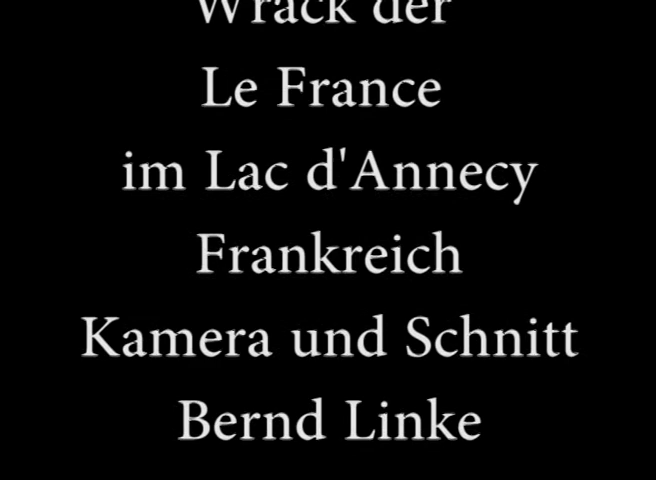 Wrack der
Le France
im Lac d'Annecy
Frankreich
Kamera und Schnitt
Bernd Linke